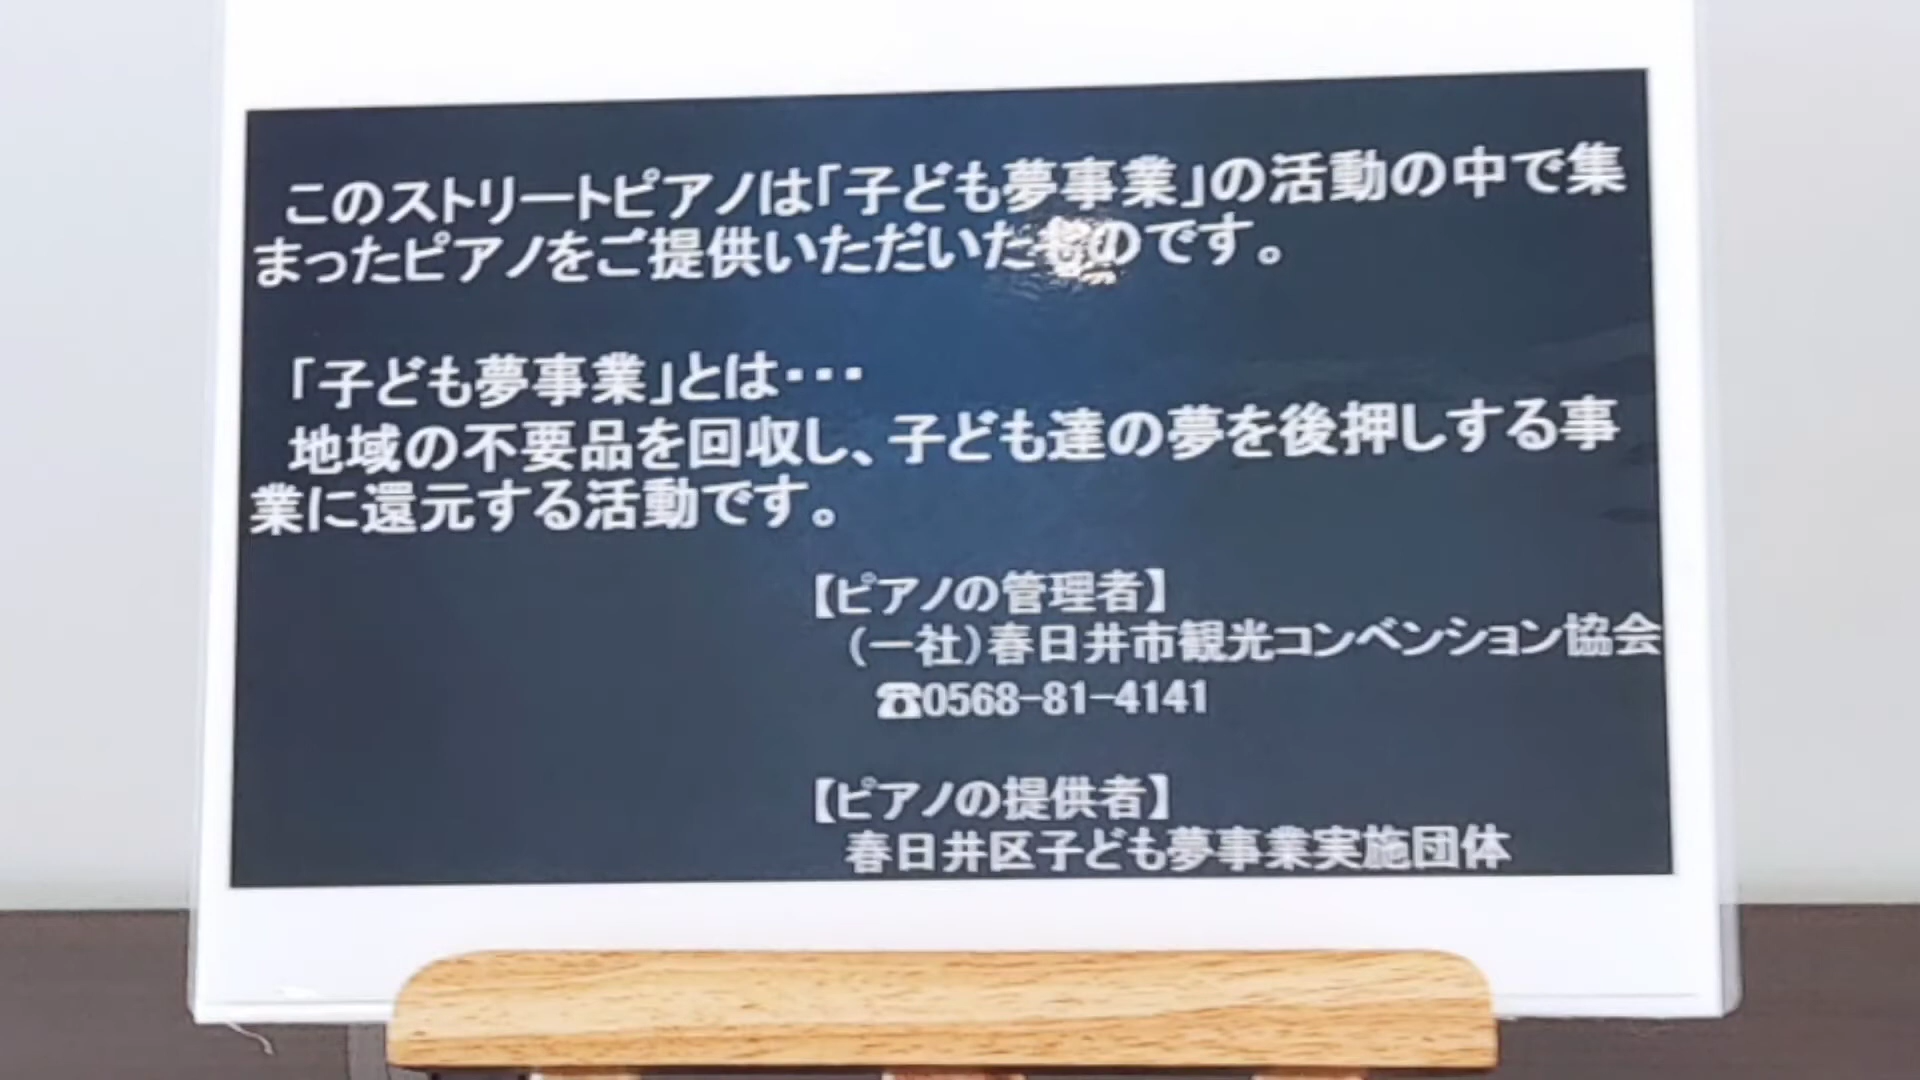 このストリートピアノは「子ども夢事業」の活動の中で集
まったピアノをご提供いただいたものです。
「子ども夢事業」とは・・・
地域の不要品を回収し、子ども達の夢を後押しする事
業に還元する活動です。
【ピアノの管理者】
（一社）春日井市観光コンベンション協会
☎0568-81-4141
【ピアノの提供者】
春日井区子ども夢事業実施団体